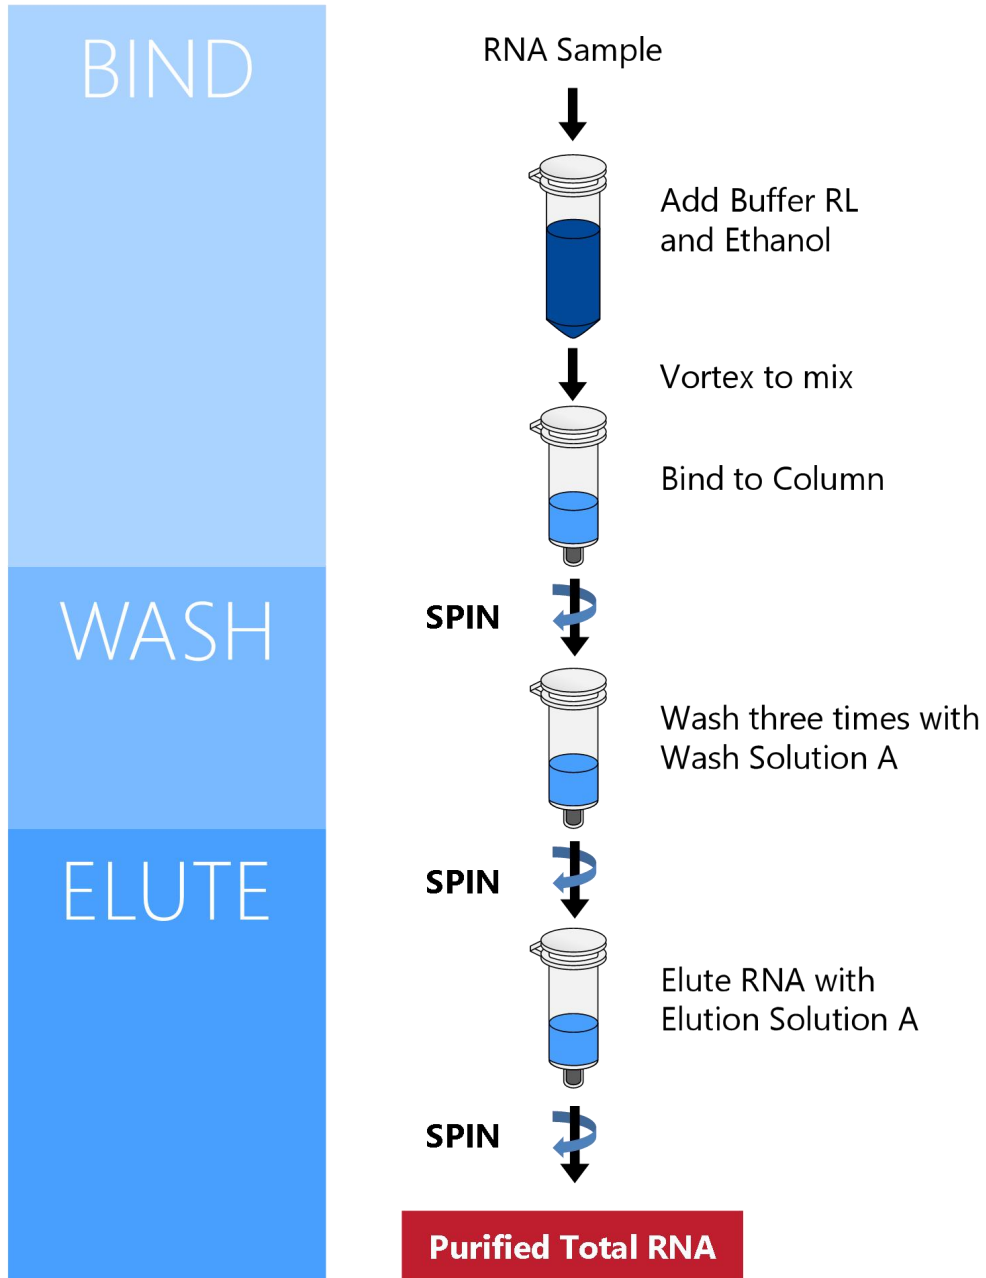 BIND
RNA Sample
Add Buffer RL
and Ethanol
Vortex to mix
Bind to Column
WASH
SPIN
Wash three times with
Wash Solution A
ELUTE
SPIN
Elute RNA with
Elution Solution A
SPIN
Purified Total RNA